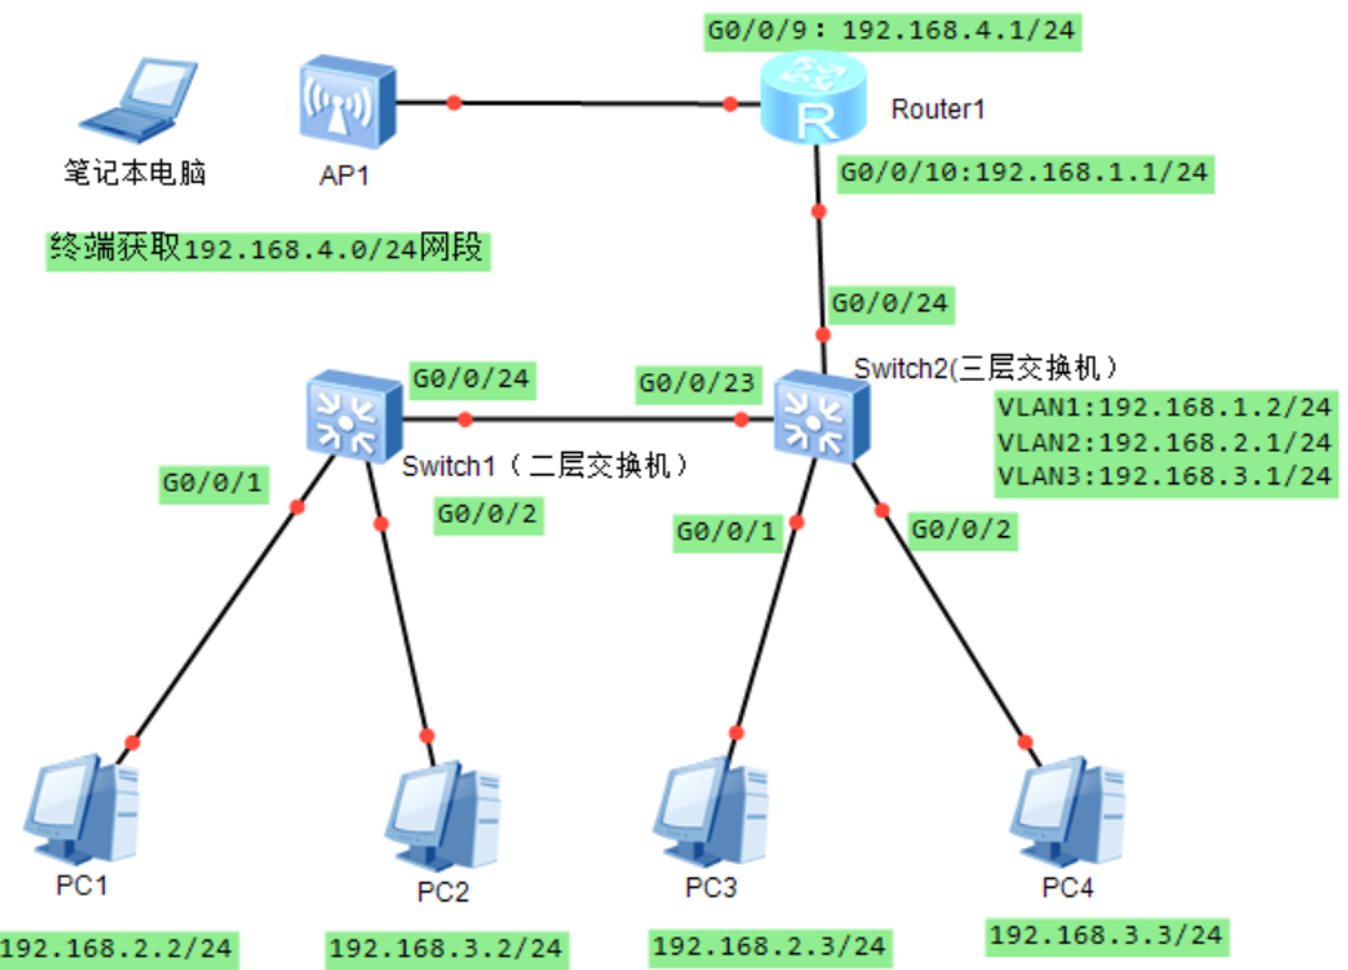 G0/0/9：192.168.4.1/24
Router1
笔记本电脑
AP1
G0/0/10:192.168.1.1/24
终端获取192.168.4.0/24网段
G0/0/24
Switch2(三层交换机）
G0/0/24
G0/0/23
VLAN1:192.168.1.2/24
VLAN2:192.168.2.1/24
VLAN3:192.168.3.1/24
Switch1（二层交换机）
G0/0/1
G0/0/2
G0/0/1
G0/0/2
PC1
PC2
PC3
PC4
192.168.2.2/24
192.168.3.2/24
192.168.2.3/24
192.168.3.3/24
R